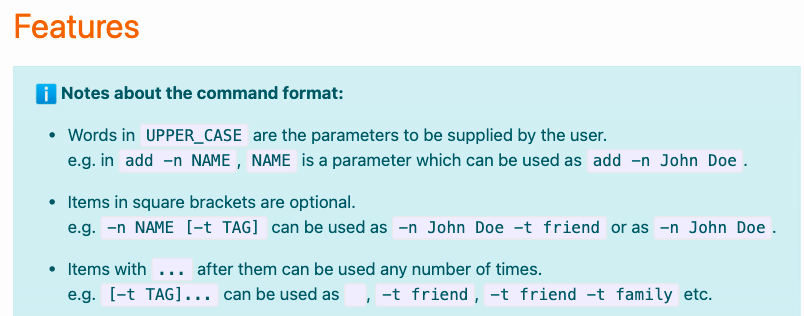 Features
ℹ️ Notes about the command format:
• Words in UPPER_CASE are the parameters to be supplied by the user.
e.g. in add -n NAME, NAME is a parameter which can be used as add -n John Doe.
• Items in square brackets are optional.
e.g. -n NAME [-t TAG] can be used as -n John Doe -t friend or as -n John Doe.
• Items with ... after them can be used any number of times.
e.g. [-t TAG]... can be used as  , -t friend, -t friend -t family etc.